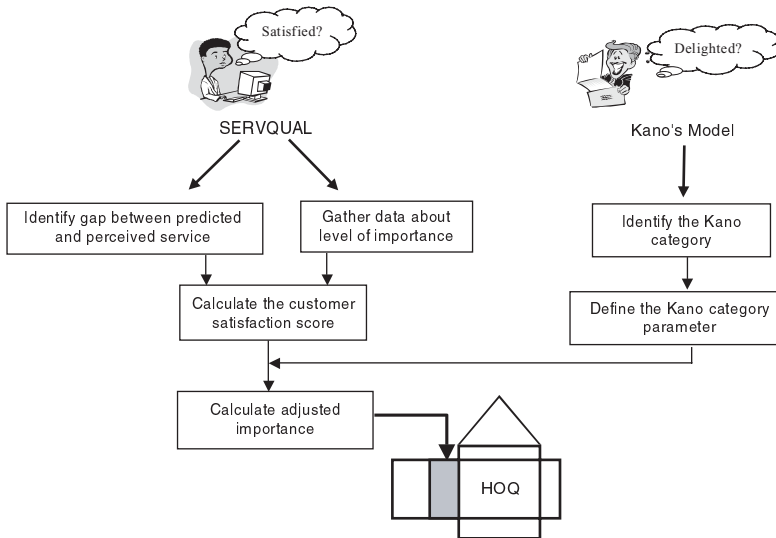 Satisfied?
Delighted?
SERVQUAL
Kano's Model
Identify gap between predicted
and perceived service
Gather data about
level of importance
Identify the Kano
category
Calculate the customer
satisfaction score
Define the Kano category
parameter
Calculate adjusted
importance
HOQ